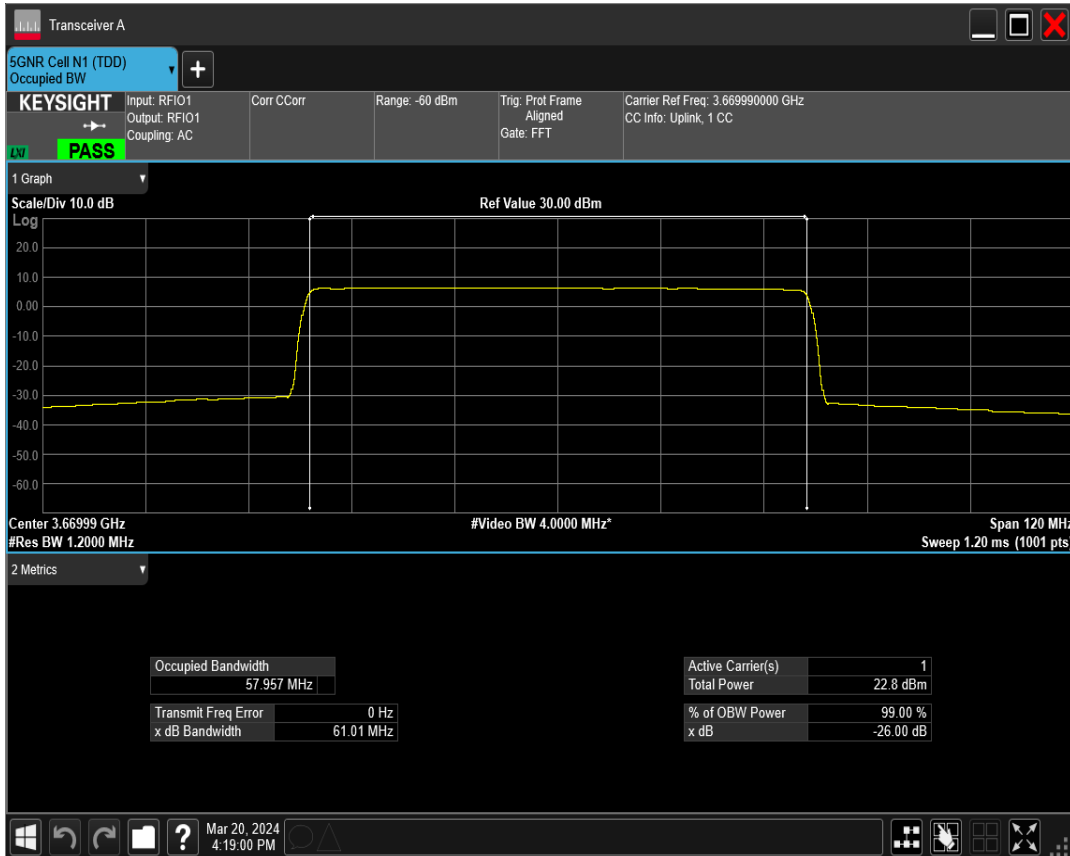 Transceiver A
5GNR Cell N1 (TDD)
Occupied BW
+
KEYSIGHT
LXI
PASS
Input: RFIO1
Output: RFIO1
Coupling: AC
Corr CCorr
Range: -60 dBm
Trig: Prot Frame
Aligned
Gate: FFT
Carrier Ref Freq: 3.669990000 GHz
CC Info: Uplink, 1 CC
1 Graph
Scale/Div 10.0 dB
Ref Value 30.00 dBm
Log
20.0
10.0
0.00
-10.0
-20.0
-30.0
-40.0
-50.0
-60.0
Center 3.66999 GHz
#Video BW 4.0000 MHz*
Span 120 MHz
#Res BW 1.2000 MHz
Sweep 1.20 ms (1001 pts)
2 Metrics
Occupied Bandwidth
57.957 MHz
Transmit Freq Error 0 Hz
x dB Bandwidth 61.01 MHz
Active Carrier(s) 1
Total Power 22.8 dBm
% of OBW Power 99.00 %
x dB -26.00 dB
?
Mar 20, 2024
4:19:00 PM